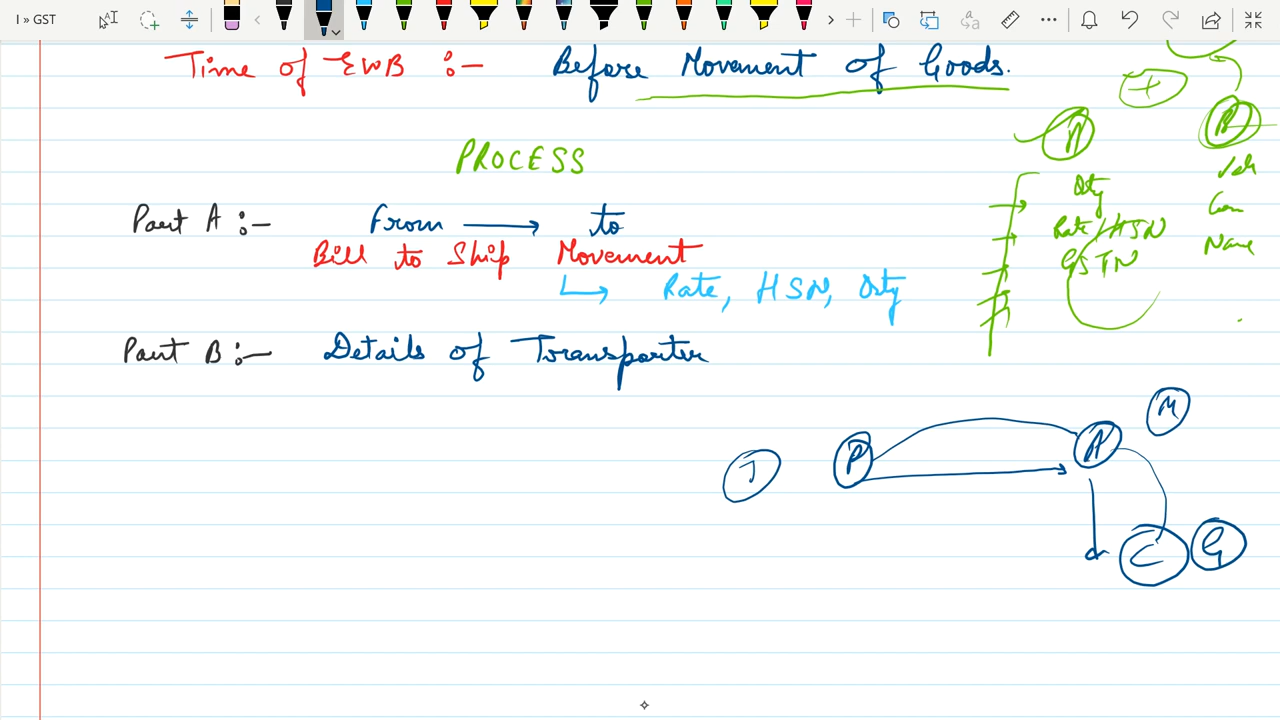 I » GST
Time of EWB :- Before Movement of Goods.
+
A B
PROCESS
Qty
Part A :- From → to
Rate/HSN
Name
Bill to Ship Movement
GSTN
↳ Rate, HSN, Qty
Part B :- Details of Transporter
M
J P A
C G